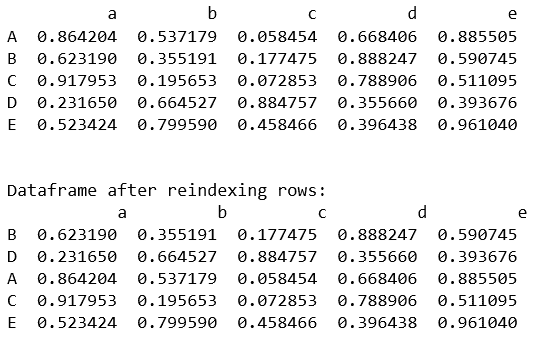 a b c d e
A 0.864204 0.537179 0.058454 0.668406 0.885505
B 0.623190 0.355191 0.177475 0.888247 0.590745
C 0.917953 0.195653 0.072853 0.788906 0.511095
D 0.231650 0.664527 0.884757 0.355660 0.393676
E 0.523424 0.799590 0.458466 0.396438 0.961040
Dataframe after reindexing rows:
a b c d e
B 0.623190 0.355191 0.177475 0.888247 0.590745
D 0.231650 0.664527 0.884757 0.355660 0.393676
A 0.864204 0.537179 0.058454 0.668406 0.885505
C 0.917953 0.195653 0.072853 0.788906 0.511095
E 0.523424 0.799590 0.458466 0.396438 0.961040